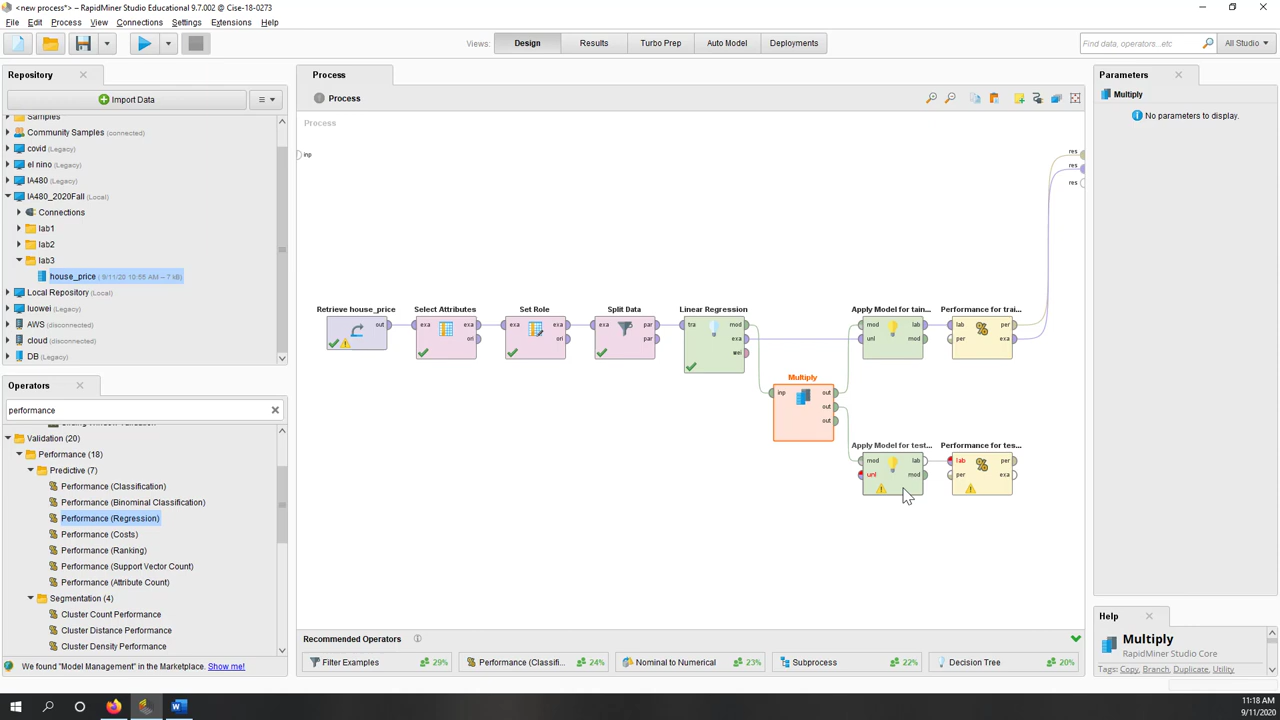 <new process*> – RapidMiner Studio Educational 9.7.002 @ Cise-18-0273
File Edit Process View Connections Settings Extensions Help
Views: Design Results Turbo Prep Auto Model Deployments
Find data, operators...etc All Studio
Repository
Import Data
Samples
Community Samples (connected)
covid (Legacy)
el nino (Legacy)
IA480 (Legacy)
IA480_2020Fall (Local)
Connections
lab1
lab2
lab3
house_price (9/11/20 10:55 AM – 7 kB)
Local Repository (Local)
luowei (Legacy)
AWS (disconnected)
cloud (disconnected)
DB (Legacy)
Operators
performance
Validation (20)
Performance (18)
Predictive (7)
Performance (Classification)
Performance (Binominal Classification)
Performance (Regression)
Performance (Costs)
Performance (Ranking)
Performance (Support Vector Count)
Performance (Attribute Count)
Segmentation (4)
Cluster Count Performance
Cluster Distance Performance
Cluster Density Performance
We found "Model Management" in the Marketplace. Show me!
Process
Process
Process
inp
res
res
res
Retrieve house_price Select Attributes Set Role Split Data Linear Regression Apply Model for tain... Performance for trai...
out exa exa exa exa exa par tra mod mod lab lab per
ori ori par exa unl mod per exa
wei
Multiply
inp out
out
out
Apply Model for test... Performance for tes...
mod lab lab per
unl mod per exa
Recommended Operators
Filter Examples 29% Performance (Classifi... 24% Nominal to Numerical 23% Subprocess 22% Decision Tree 20%
Parameters
Multiply
No parameters to display.
Help
Multiply
RapidMiner Studio Core
Tags: Copy, Branch, Duplicate, Utility
11:18 AM
9/11/2020